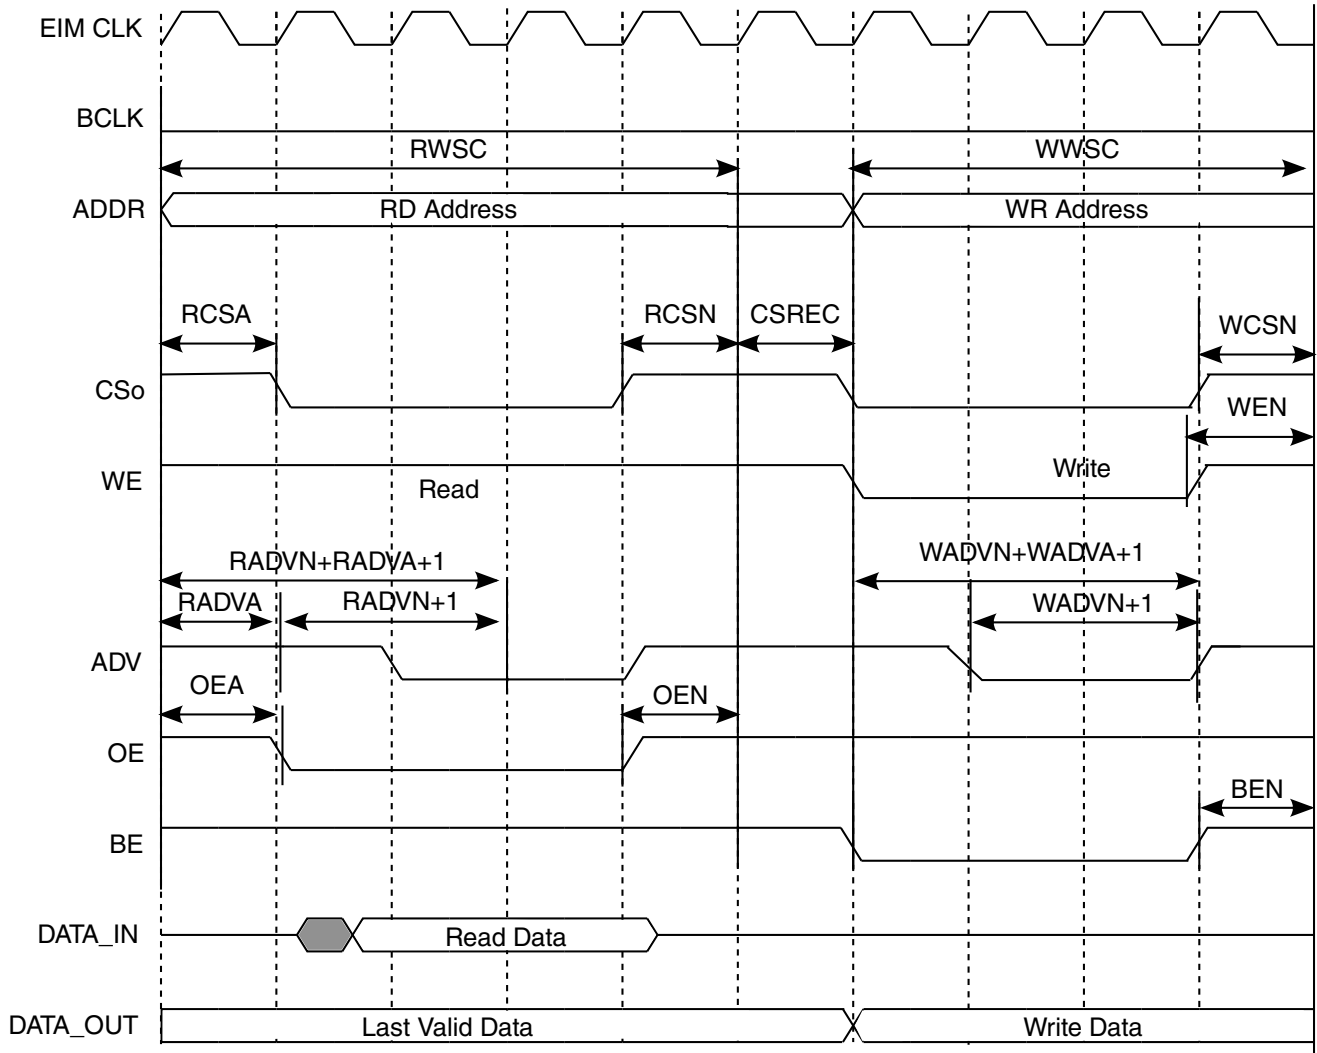 EIM CLK
BCLK
RWSC WWSC
ADDR RD Address WR Address
RCSA RCSN CSREC WCSN
CSo
WEN
WE Read Write
RADVN+RADVA+1 WADVN+WADVA+1
RADVA RADVN+1 WADVN+1
ADV
OEA OEN
OE
BEN
BE
DATA_IN Read Data
DATA_OUT Last Valid Data Write Data